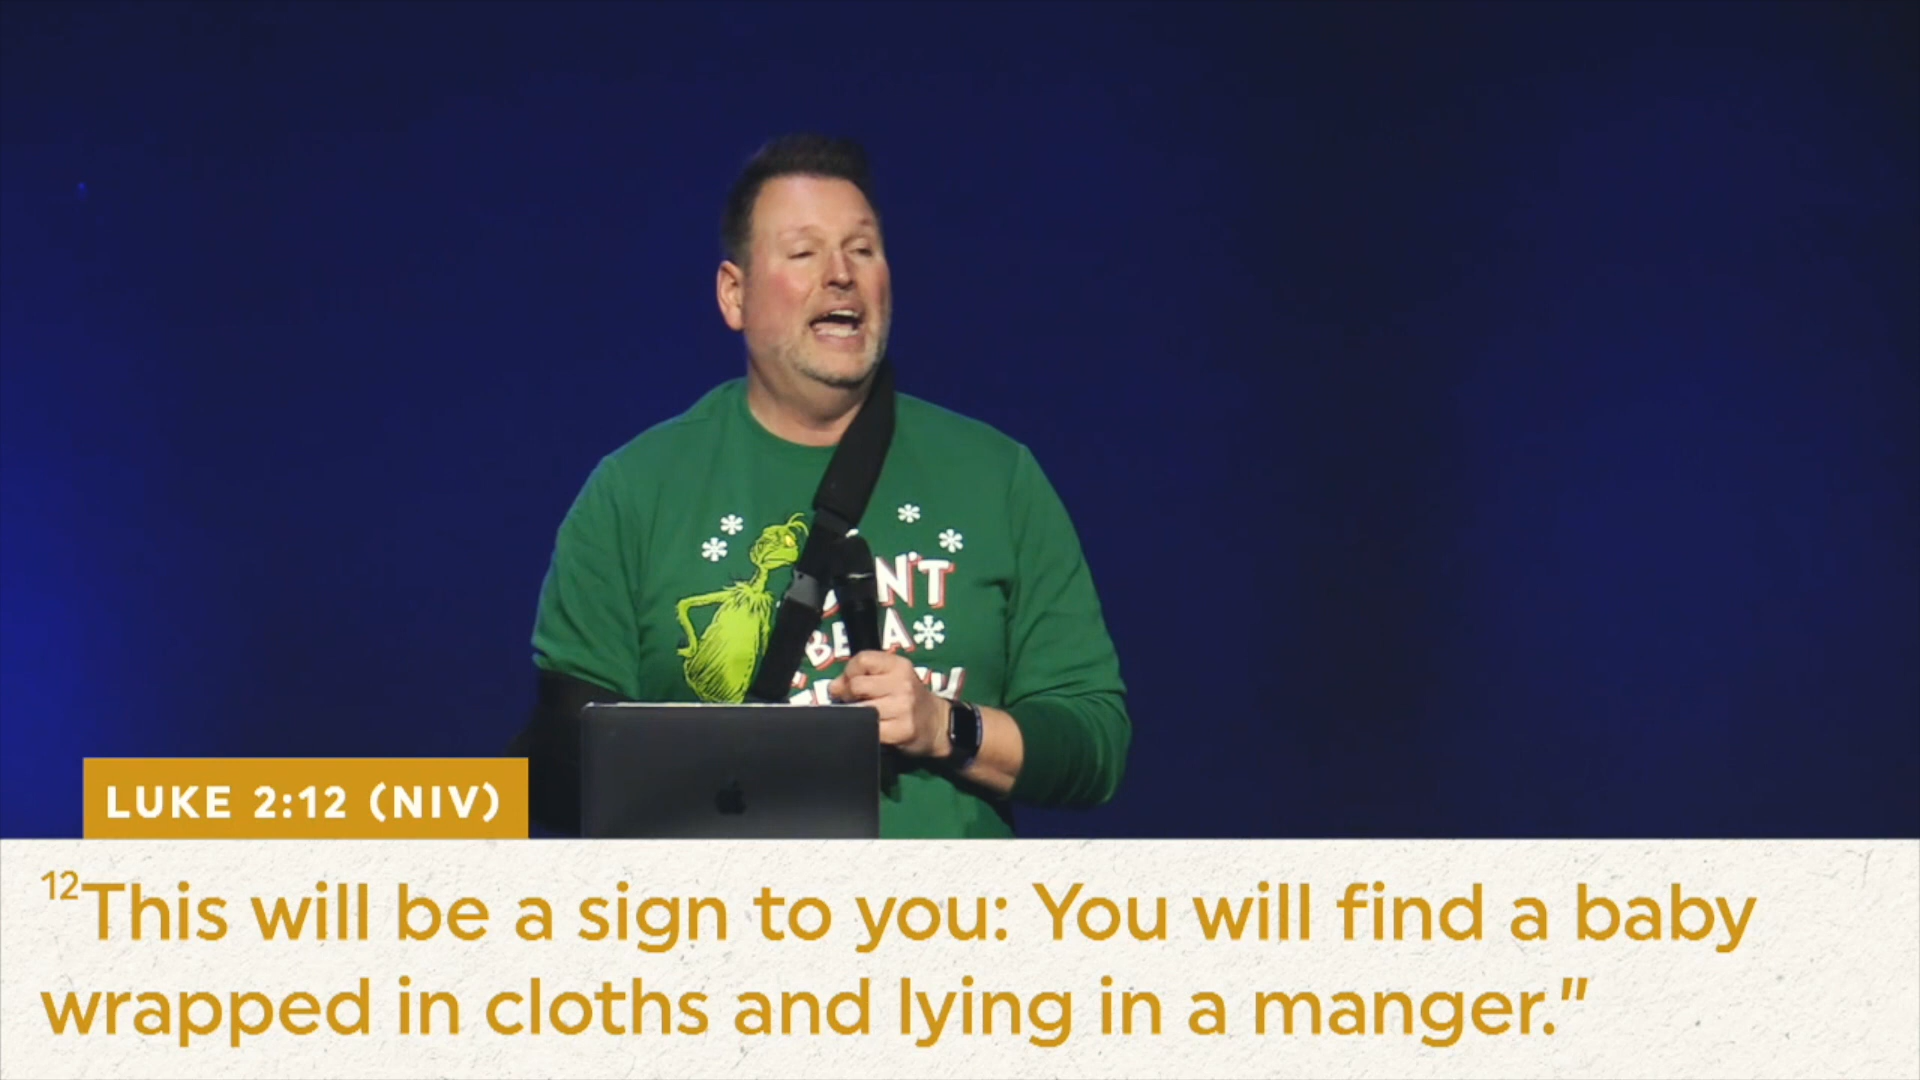 N'T
BE A
LUKE 2:12 (NIV)
12This will be a sign to you: You will find a baby
wrapped in cloths and lying in a manger.”